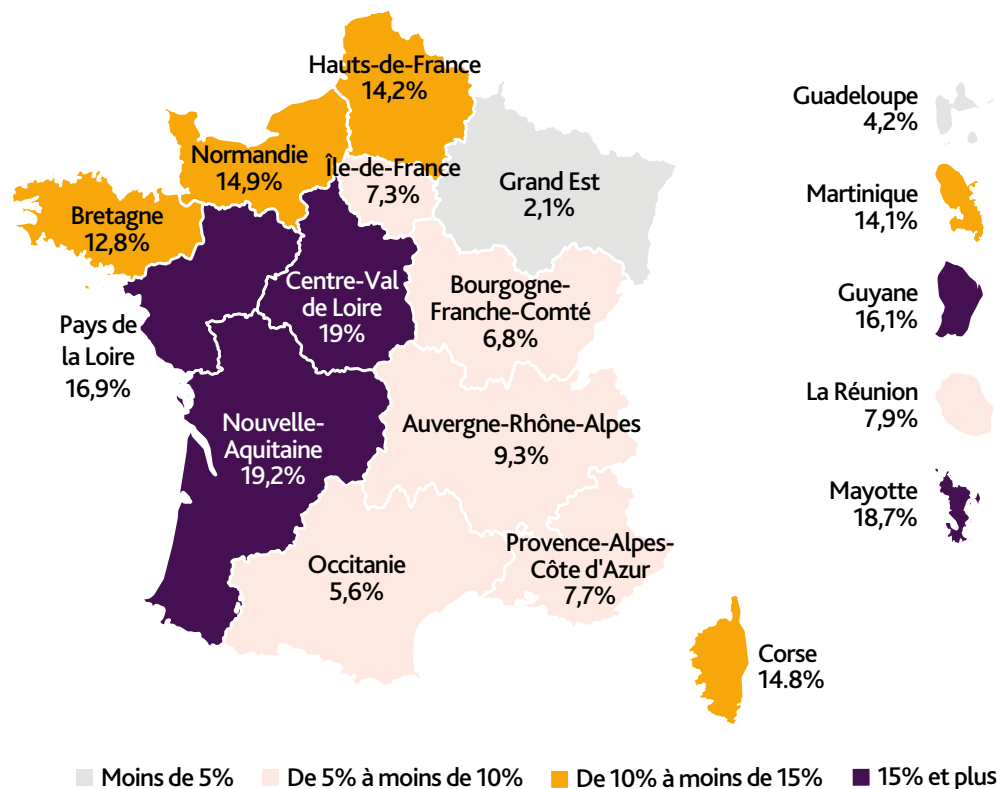 Hauts-de-France
14,2%
Normandie
14,9%
Île-de-France
7,3%
Grand Est
2,1%
Bretagne
12,8%
Centre-Val
de Loire
19%
Bourgogne-
Franche-Comté
6,8%
Pays de
la Loire
16,9%
Nouvelle-
Aquitaine
19,2%
Auvergne-Rhône-Alpes
9,3%
Occitanie
5,6%
Provence-Alpes-
Côte d'Azur
7,7%
Corse
14.8%
Guadeloupe
4,2%
Martinique
14,1%
Guyane
16,1%
La Réunion
7,9%
Mayotte
18,7%
Moins de 5% De 5% à moins de 10% De 10% à moins de 15% 15% et plus